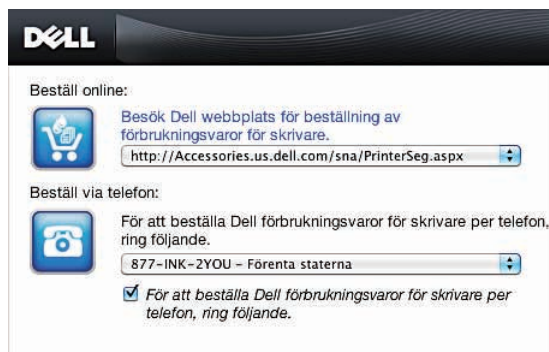 DELL
Beställ online:
Besök Dell webbplats för beställning av
förbrukningsvaror för skrivare.
http://Accessories.us.dell.com/sna/PrinterSeg.aspx
Beställ via telefon:
För att beställa Dell förbrukningsvaror för skrivare per telefon,
ring följande.
877-INK-2YOU – Förenta staterna
För att beställa Dell förbrukningsvaror för skrivare per
telefon, ring följande.